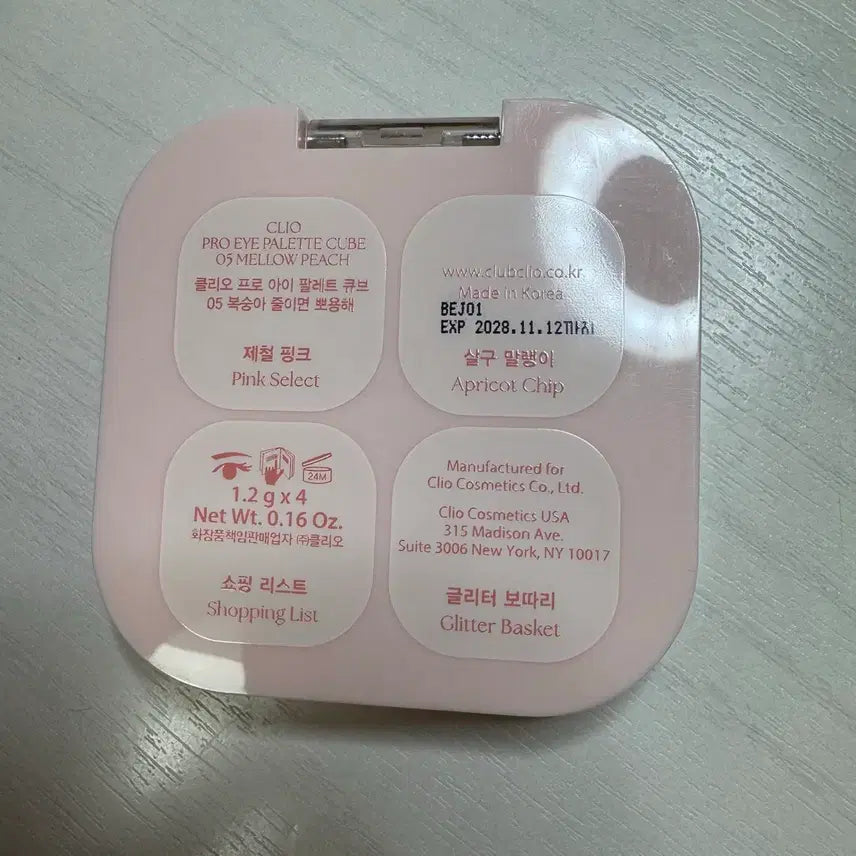 CLIO
PRO EYE PALETTE CUBE
05 MELLOW PEACH
클리오 프로 아이 팔레트 큐브
05 복숭아 줄이면 뽀용해
제철 핑크
Pink Select
www.clubclio.co.kr
Made in Korea
BEJ01
EXP 2028.11.12까지
살구 말랭이
Apricot Chip
24M
1.2 g x 4
Net Wt. 0.16 Oz.
화장품책임판매업자 ㈜클리오
쇼핑 리스트
Shopping List
Manufactured for
Clio Cosmetics Co., Ltd.
Clio Cosmetics USA
315 Madison Ave.
Suite 3006 New York, NY 10017
글리터 보따리
Glitter Basket